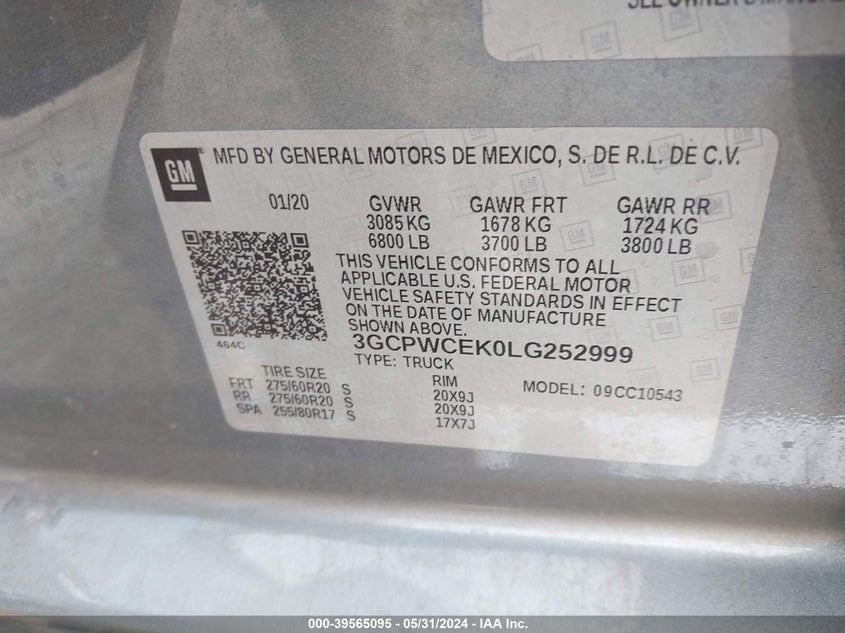 SEE OWNER'S MANUAL
GM
GM
GM
GM® MFD BY GENERAL MOTORS DE MEXICO, S. DE R.L. DE C.V.
01/20 GVWR GAWR FRT GAWR RR
3085 KG 1678 KG 1724 KG
6800 LB 3700 LB 3800 LB
THIS VEHICLE CONFORMS TO ALL
APPLICABLE U.S. FEDERAL MOTOR
VEHICLE SAFETY STANDARDS IN EFFECT
ON THE DATE OF MANUFACTURE
SHOWN ABOVE.
464C
3GCPWCEK0LG252999
TYPE: TRUCK
TIRE SIZE RIM MODEL: 09CC10543
FRT 275/60R20 S 20X9J
RR 275/60R20 S 20X9J
SPA 255/80R17 S 17X7J
000-39565095 - 05/31/2024 - IAA Inc.